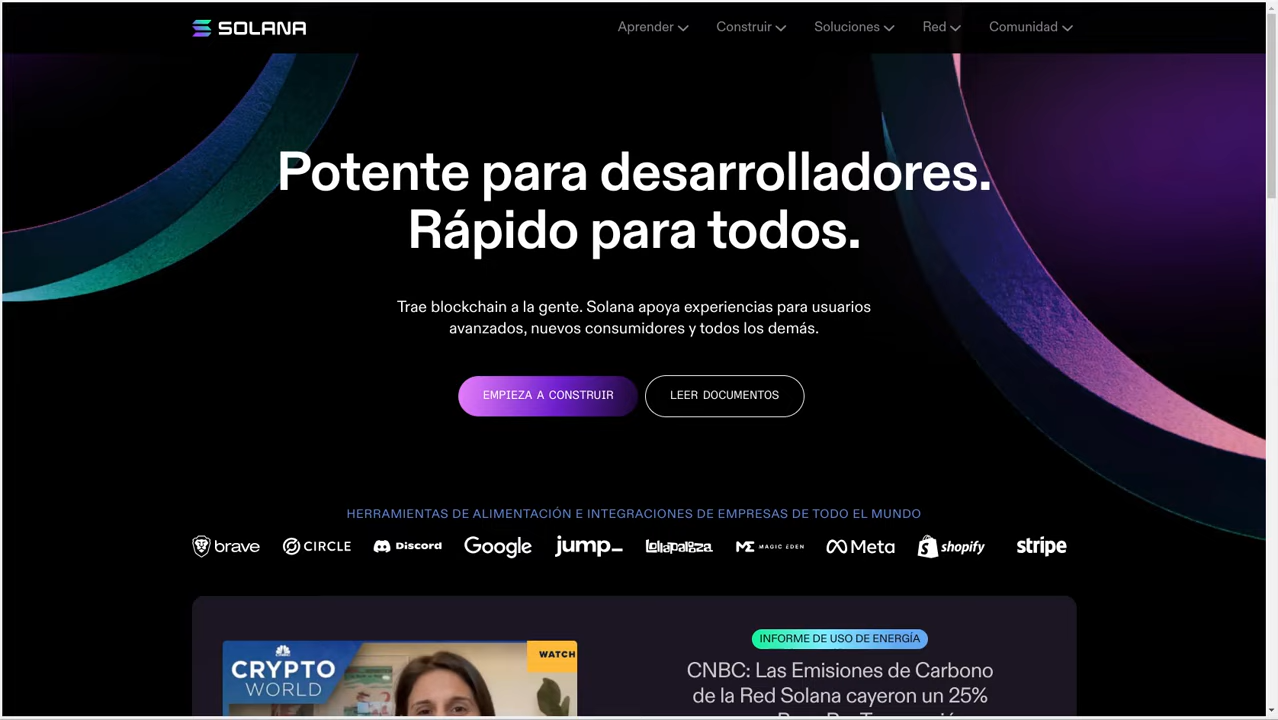 SOLANA
Aprender
Construir
Soluciones
Red
Comunidad
Potente para desarrolladores.
Rápido para todos.
Trae blockchain a la gente. Solana apoya experiencias para usuarios
avanzados, nuevos consumidores y todos los demás.
EMPIEZA A CONSTRUIR
LEER DOCUMENTOS
HERRAMIENTAS DE ALIMENTACIÓN E INTEGRACIONES DE EMPRESAS DE TODO EL MUNDO
brave
CIRCLE
Discord
Google
jump_
Lollapalooza
MAGIC EDEN
Meta
shopify
stripe
CRYPTO
WORLD
WATCH
INFORME DE USO DE ENERGÍA
CNBC: Las Emisiones de Carbono
de la Red Solana cayeron un 25%